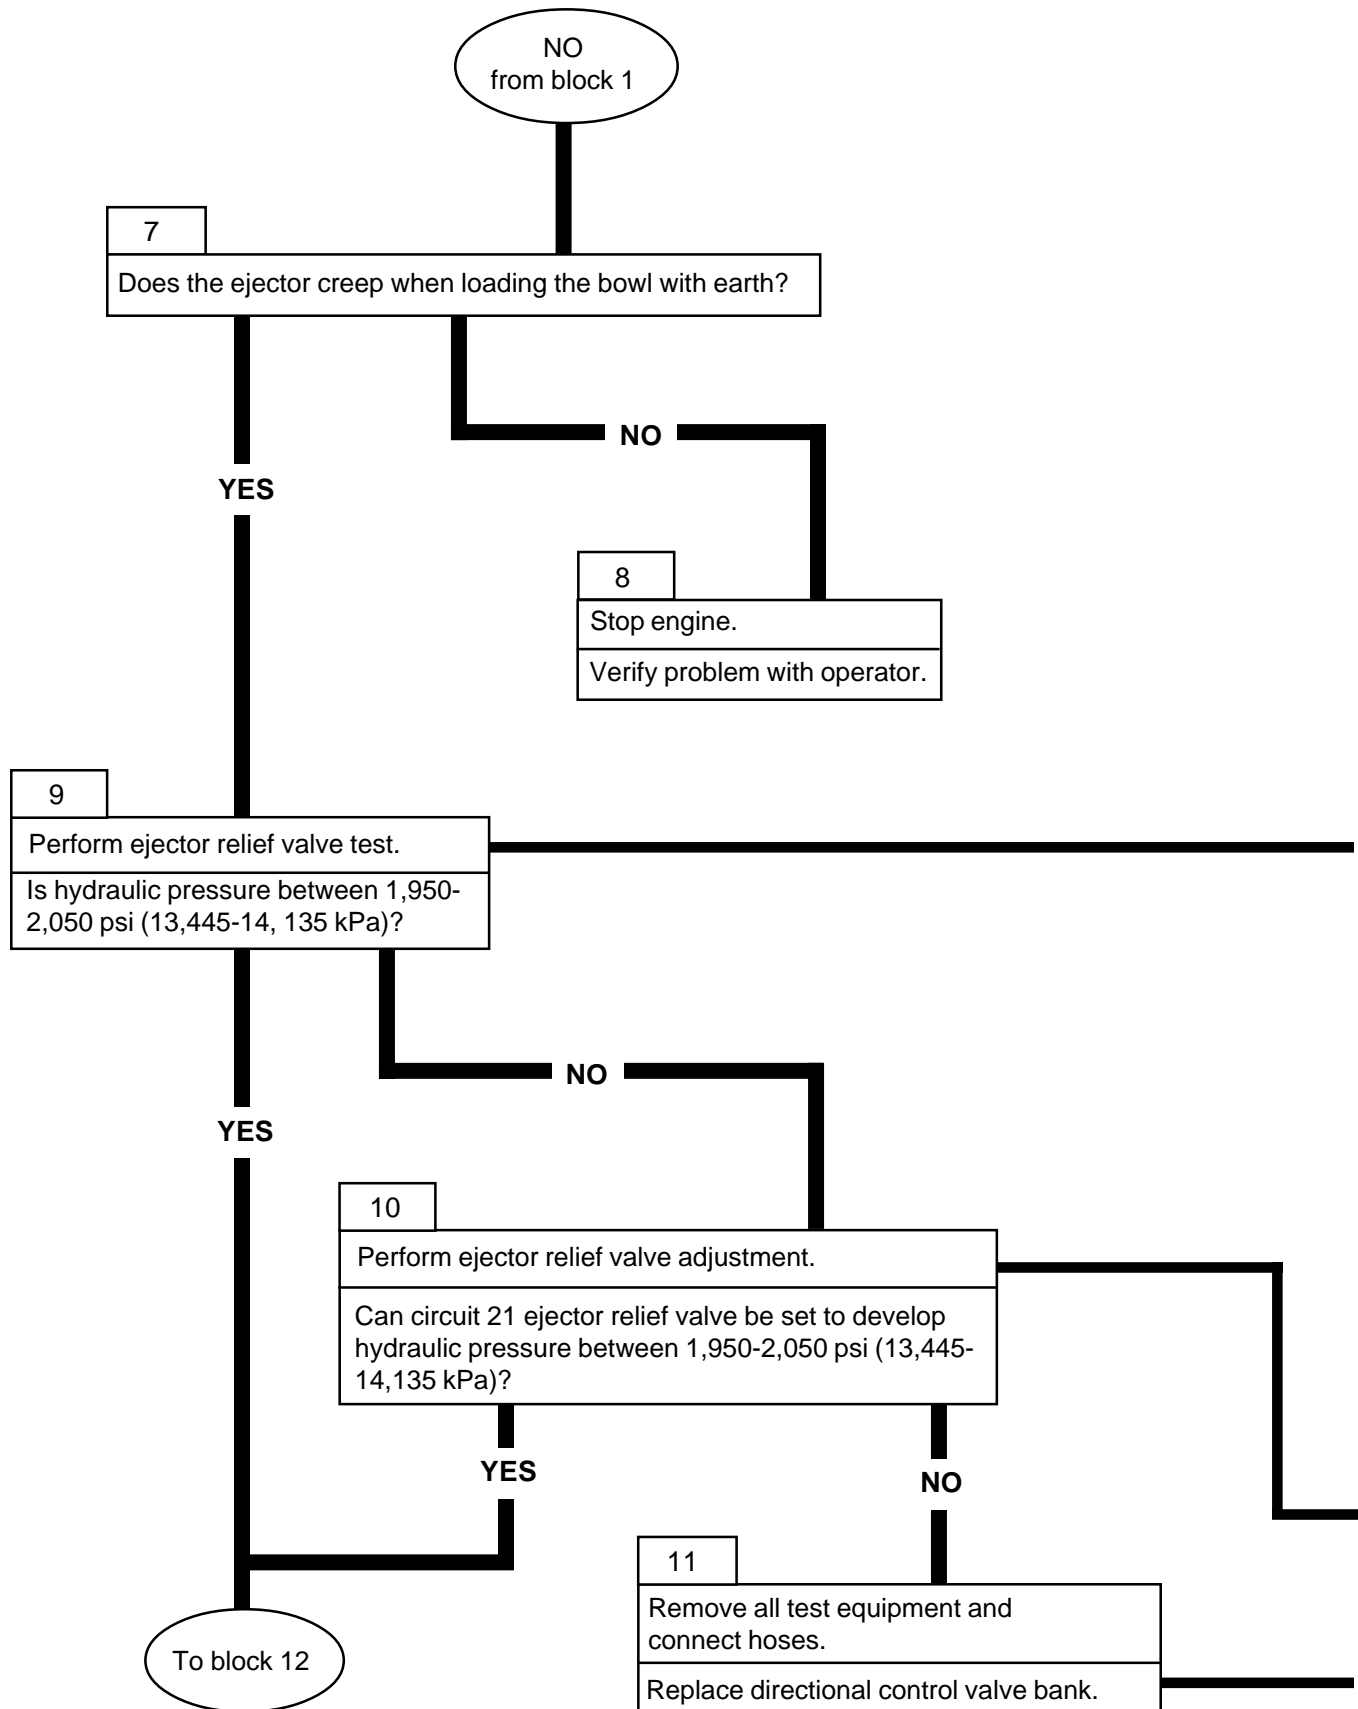 NO
from block 1
7
Does the ejector creep when loading the bowl with earth?
NO
YES
8
Stop engine.
Verify problem with operator.
9
Perform ejector relief valve test.
Is hydraulic pressure between 1,950-
2,050 psi (13,445-14, 135 kPa)?
NO
YES
10
Perform ejector relief valve adjustment.
Can circuit 21 ejector relief valve be set to develop
hydraulic pressure between 1,950-2,050 psi (13,445-
14,135 kPa)?
YES
NO
11
Remove all test equipment and
connect hoses.
Replace directional control valve bank.
To block 12